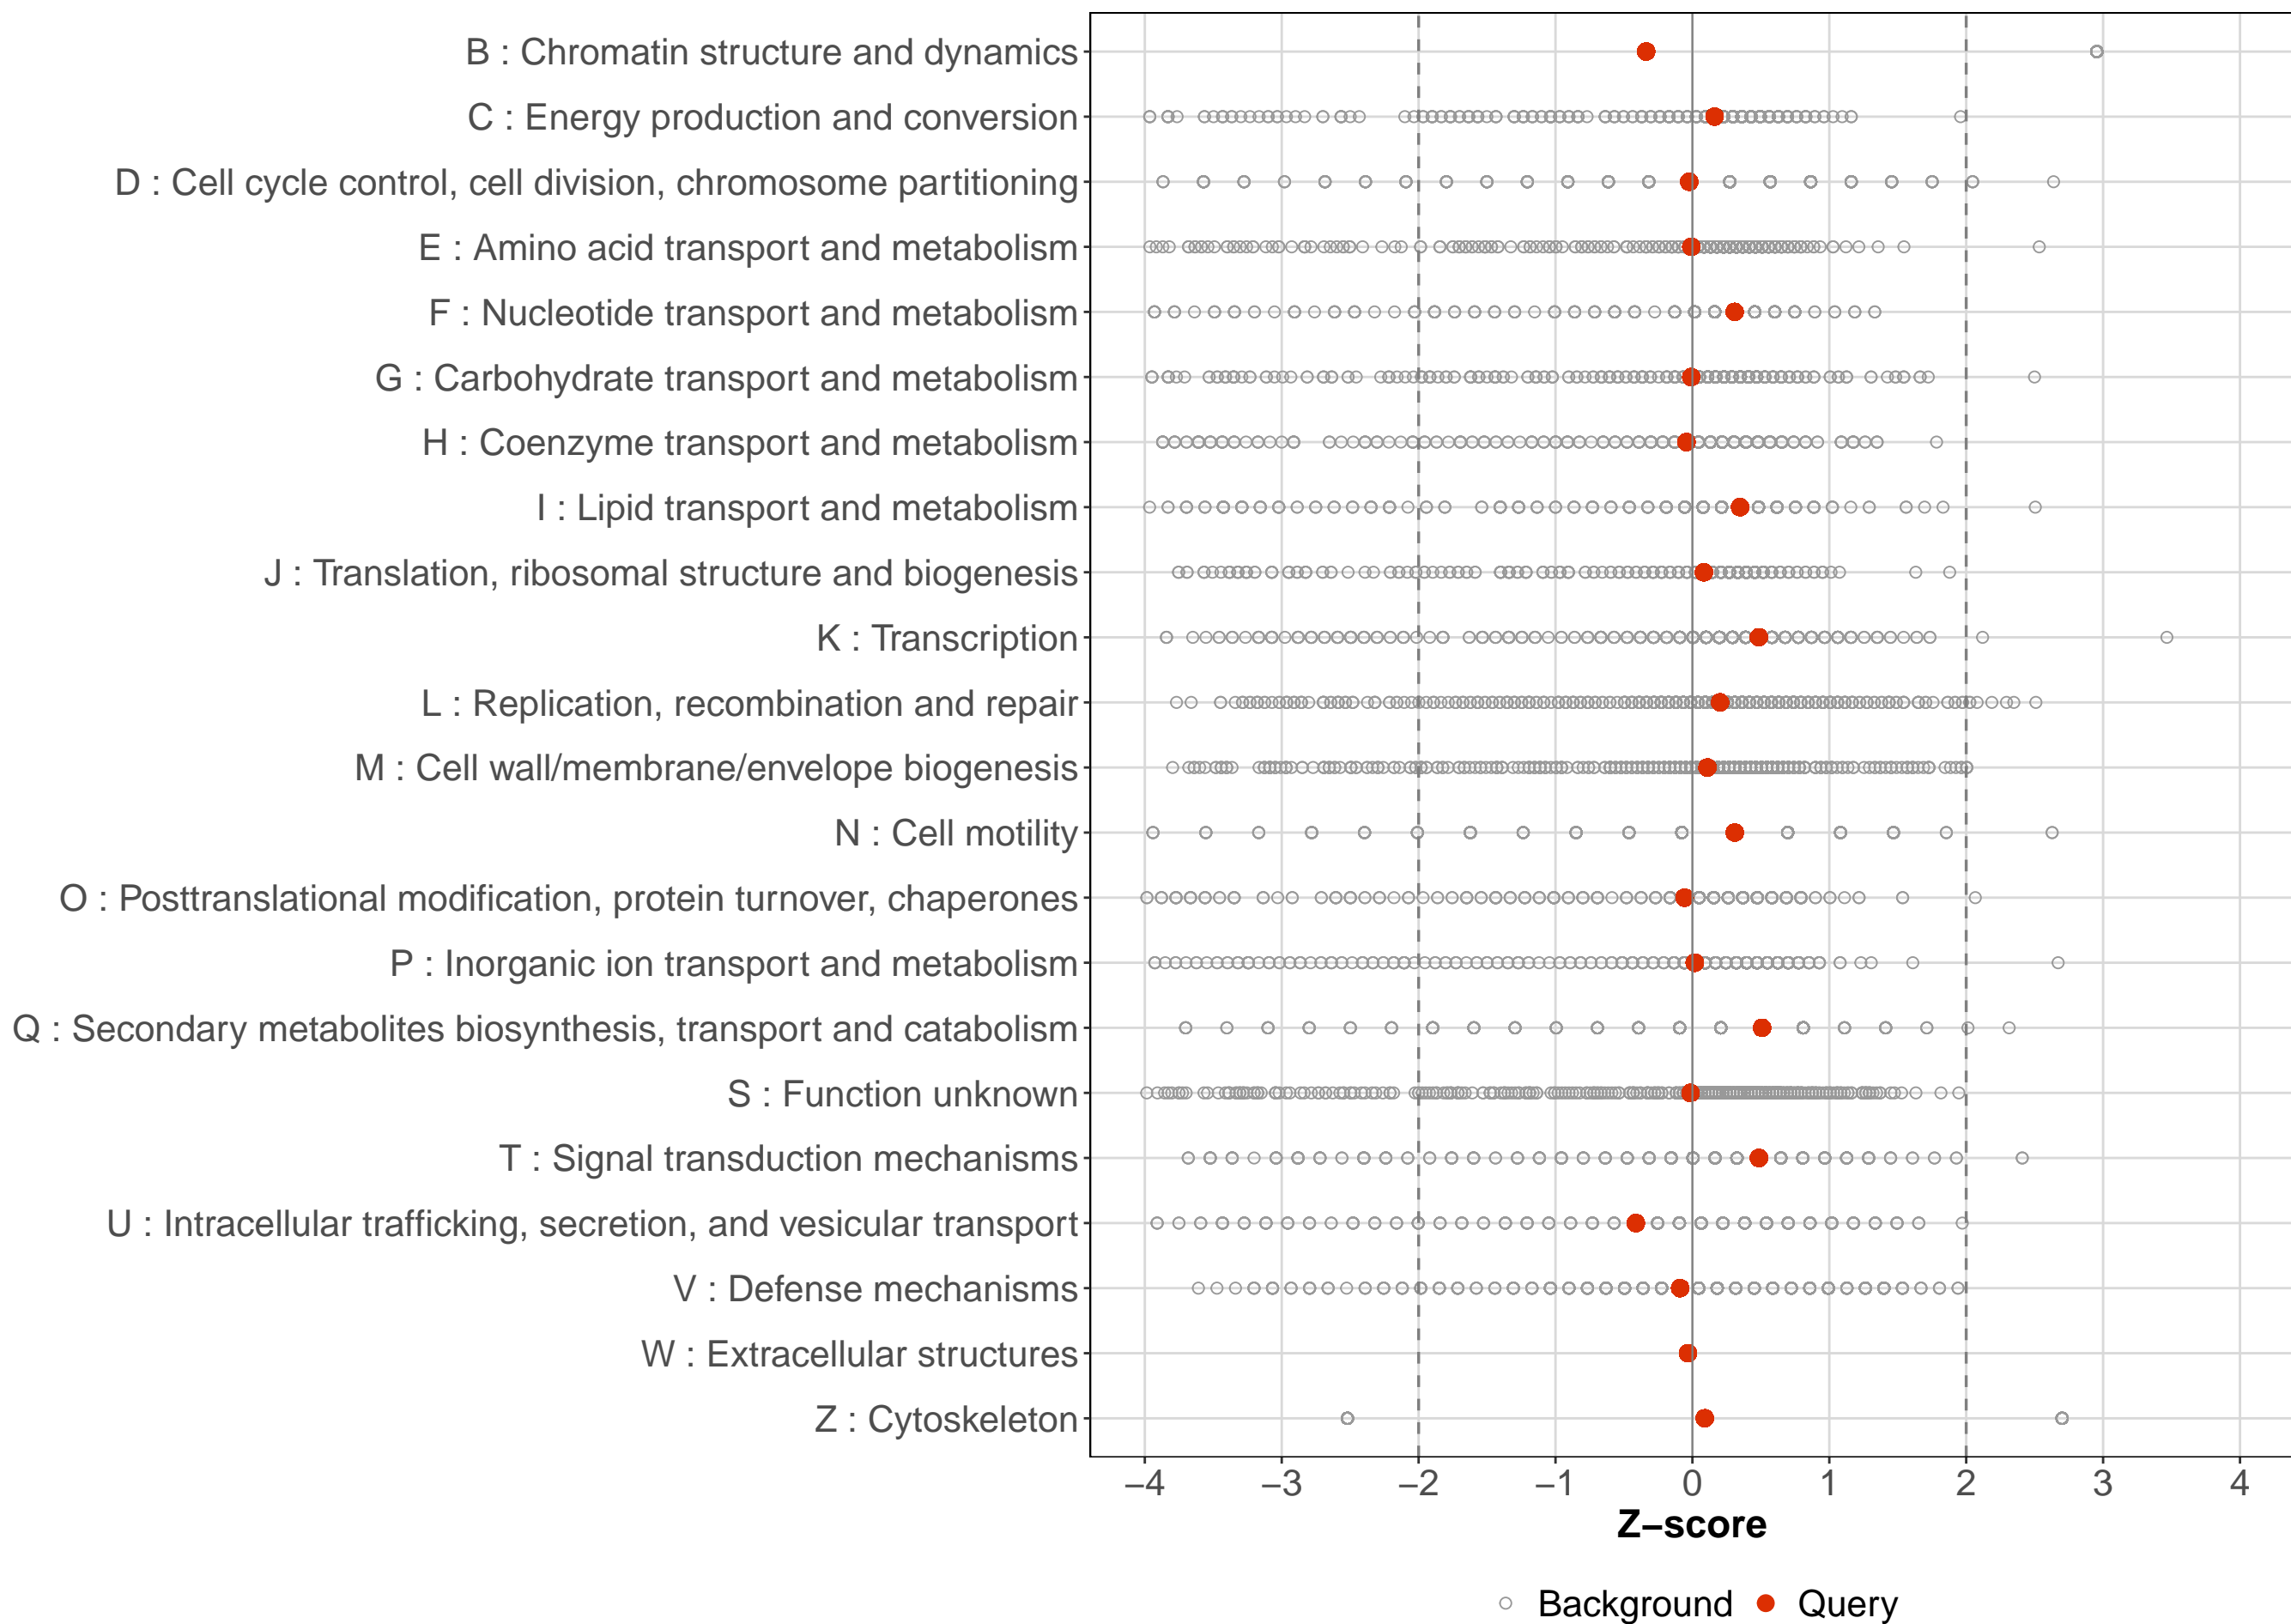 B : Chromatin structure and dynamics
C : Energy production and conversion
D : Cell cycle control, cell division, chromosome partitioning
E : Amino acid transport and metabolism
F : Nucleotide transport and metabolism
G : Carbohydrate transport and metabolism
H : Coenzyme transport and metabolism
I : Lipid transport and metabolism
J : Translation, ribosomal structure and biogenesis
K : Transcription
L : Replication, recombination and repair
M : Cell wall/membrane/envelope biogenesis
N : Cell motility
O : Posttranslational modification, protein turnover, chaperones
P : Inorganic ion transport and metabolism
Q : Secondary metabolites biosynthesis, transport and catabolism
S : Function unknown
T : Signal transduction mechanisms
U : Intracellular trafficking, secretion, and vesicular transport
V : Defense mechanisms
W : Extracellular structures
Z : Cytoskeleton
−4 −3 −2 −1 0 1 2 3 4
Z−score
Background Query